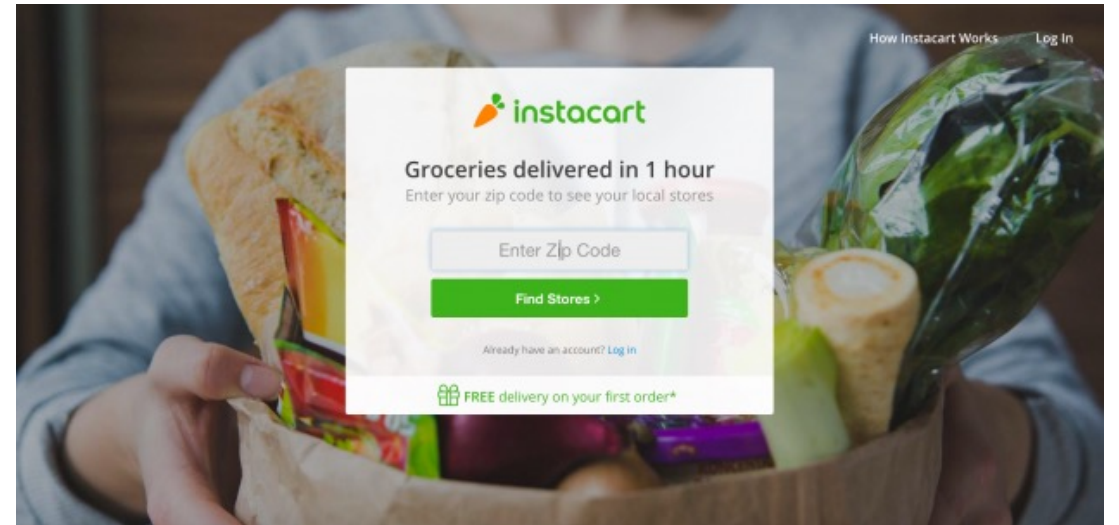 How Instacart Works Log In
instacart
Groceries delivered in 1 hour
Enter your zip code to see your local stores
Enter Zip Code
Find Stores >
Already have an account? Log in
FREE delivery on your first order*